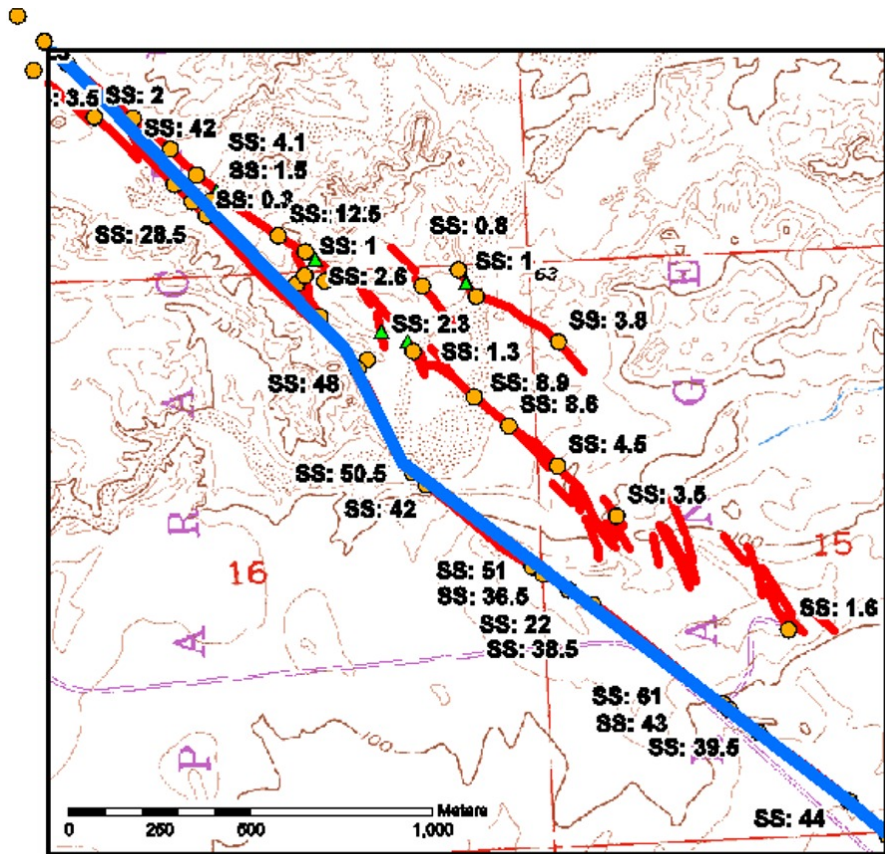 : 3.5
SS: 2
SS: 42
SS: 4.1
SS: 1.5
SS: 0.3
SS: 28.5
SS: 12.5
SS: 0.8
SS: 1
SS: 1
63
SS: 2.6
C
E
SS: 2.3
SS: 3.8
SS: 1.3
SS: 48
SS: 8.9
G
A
SS: 8.6
SS: 4.5
SS: 50.5
SS: 42
SS: 3.5
R
K
100
15
16
SS: 51
SS: 36.5
SS: 22
SS: 38.5
SS: 1.6
A
A
SS: 61
SS: 43
SS: 39.5
100
P
Meters
0
250
500
1,000
SS: 44